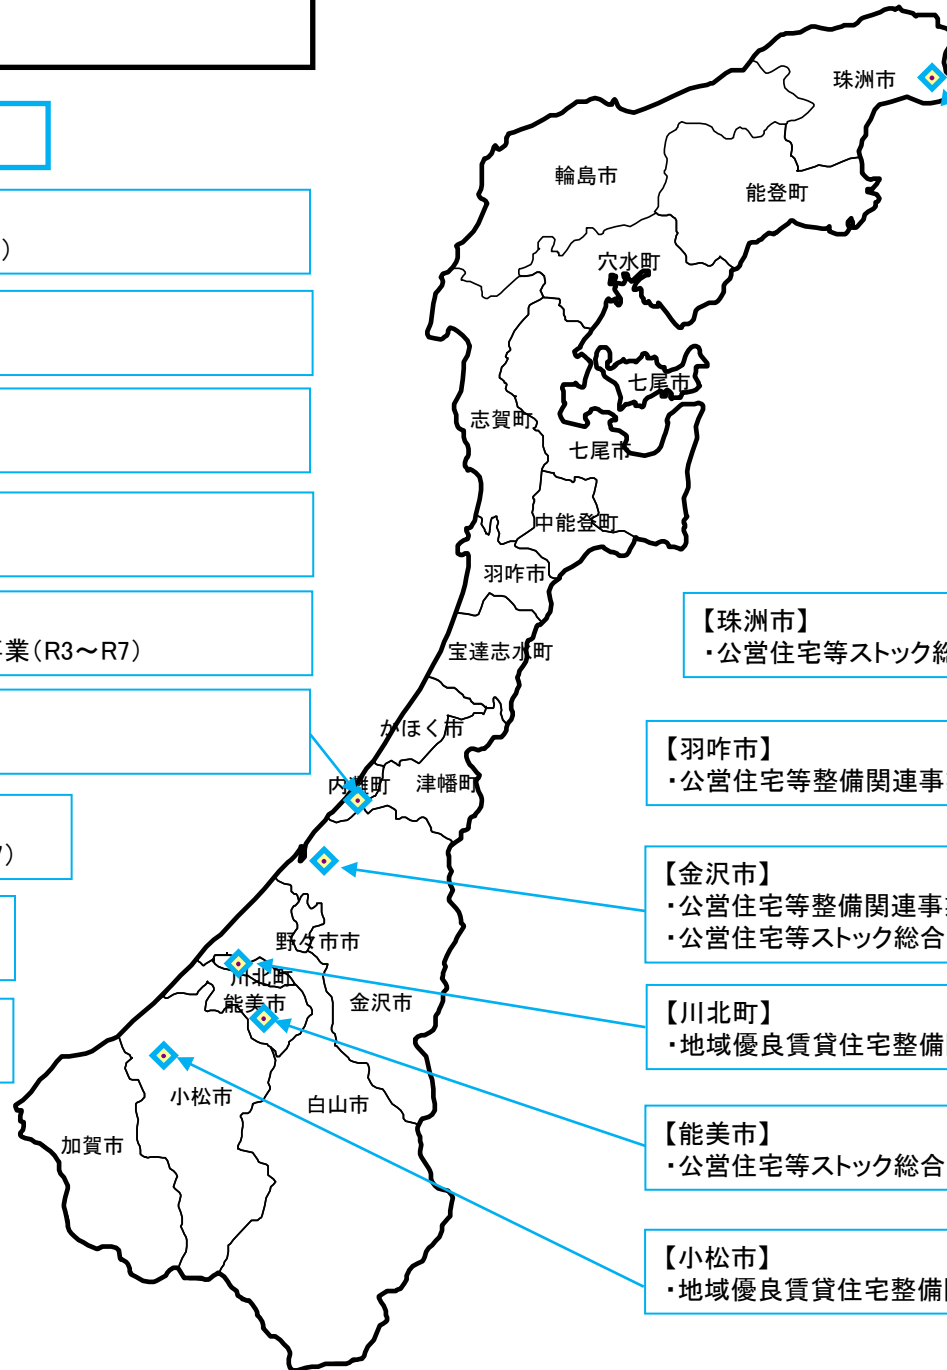 珠洲市
輪島市
能登町
穴水町
）
七尾市
志賀町
七尾市
中能登町
羽咋市
【珠洲市】
・公営住宅等ストック総
業（R3～R7）
宝達志水町
かほく市
【羽咋市】
・公営住宅等整備関連事
内灘町
津幡町
）
【金沢市】
・公営住宅等整備関連事
・公営住宅等ストック総合
野々市市
川北町
能美市
金沢市
【川北町】
・地域優良賃貸住宅整備
小松市
白山市
加賀市
【能美市】
・公営住宅等ストック総合
【小松市】
・地域優良賃貸住宅整備